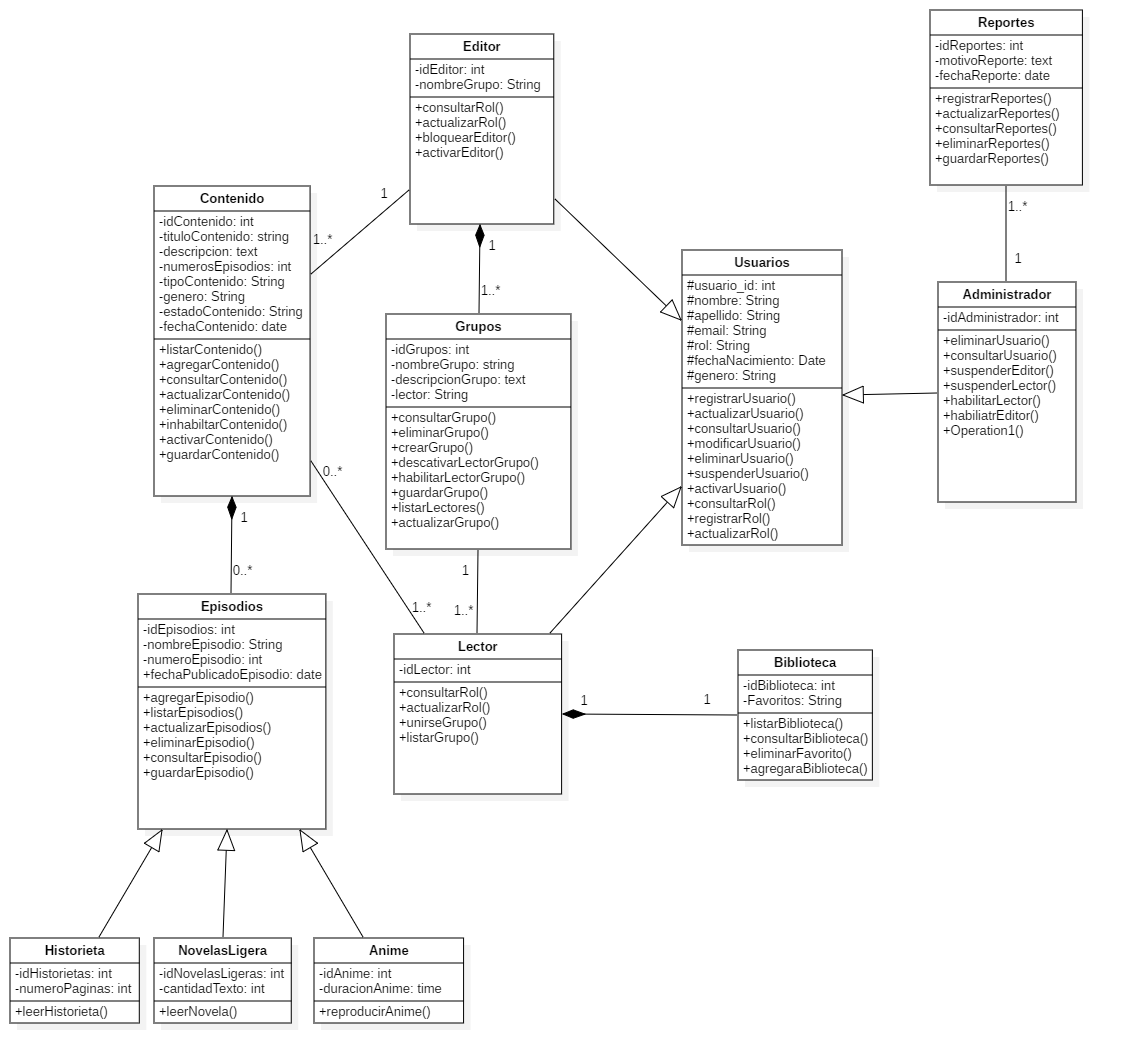 Reportes
-idReportes: int
-motivoReporte: text
-fechaReporte: date
+registrarReportes()
+actualizarReportes()
+consultarReportes()
+eliminarReportes()
+guardarReportes()
1..*
1
Editor
-idEditor: int
-nombreGrupo: String
+consultarRol()
+actualizarRol()
+bloquearEditor()
+activarEditor()
1
1..*
1
1..*
Contenido
-idContenido: int
-tituloContenido: string
-descripcion: text
-numerosEpisodios: int
-tipoContenido: String
-genero: String
-estadoContenido: String
-fechaContenido: date
+listarContenido()
+agregarContenido()
+consultarContenido()
+actualizarContenido()
+eliminarContenido()
+inhabiltarContenido()
+activarContenido()
+guardarContenido()
0..*
1..*
1
0..*
Usuarios
#usuario_id: int
#nombre: String
#apellido: String
#email: String
#rol: String
#fechaNacimiento: Date
#genero: String
+registrarUsuario()
+actualizarUsuario()
+consultarUsuario()
+modificarUsuario()
+eliminarUsuario()
+suspenderUsuario()
+activarUsuario()
+consultarRol()
+registrarRol()
+actualizarRol()
Administrador
-idAdministrador: int
+eliminarUsuario()
+consultarUsuario()
+suspenderEditor()
+suspenderLector()
+habilitarLector()
+habiliatrEditor()
+Operation1()
Grupos
-idGrupos: int
-nombreGrupo: string
-descripcionGrupo: text
-lector: String
+consultarGrupo()
+eliminarGrupo()
+crearGrupo()
+descativarLectorGrupo()
+habilitarLectorGrupo()
+guardarGrupo()
+listarLectores()
+actualizarGrupo()
1
1..*
Episodios
-idEpisodios: int
-nombreEpisodio: String
-numeroEpisodio: int
+fechaPublicadoEpisodio: date
+agregarEpisodio()
+listarEpisodios()
+actualizarEpisodios()
+eliminarEpisodio()
+consultarEpisodio()
+guardarEpisodio()
Lector
-idLector: int
+consultarRol()
+actualizarRol()
+unirseGrupo()
+listarGrupo()
1
1
Biblioteca
-idBiblioteca: int
-Favoritos: String
+listarBiblioteca()
+consultarBiblioteca()
+eliminarFavorito()
+agregaraBiblioteca()
Historieta
-idHistorietas: int
-numeroPaginas: int
+leerHistorieta()
NovelasLigera
-idNovelasLigeras: int
-cantidadTexto: int
+leerNovela()
Anime
-idAnime: int
-duracionAnime: time
+reproducirAnime()